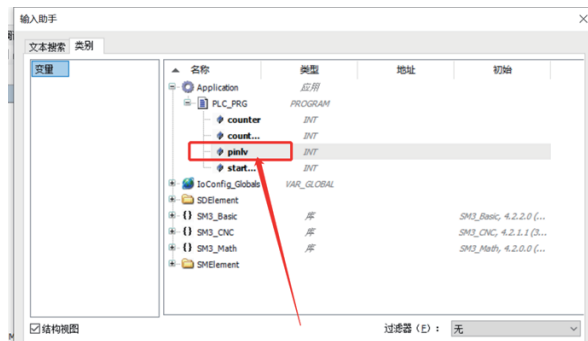 输入助手
文本搜索 类别
变量
名称 类型 地址 初始
Application 应用
PLC_PRG PROGRAM
counter INT
count... INT
pinlv INT
start... INT
IoConfig_Globals VAR_GLOBAL
SDElement
SM3_Basic 库 SM3_Basic, 4.2.2.0 (...
SM3_CNC 库 SM3_CNC, 4.2.1.1 (3...
SM3_Math 库 SM3_Math, 4.2.0.0 (...
SMElement
结构视图 过滤器（F）： 无